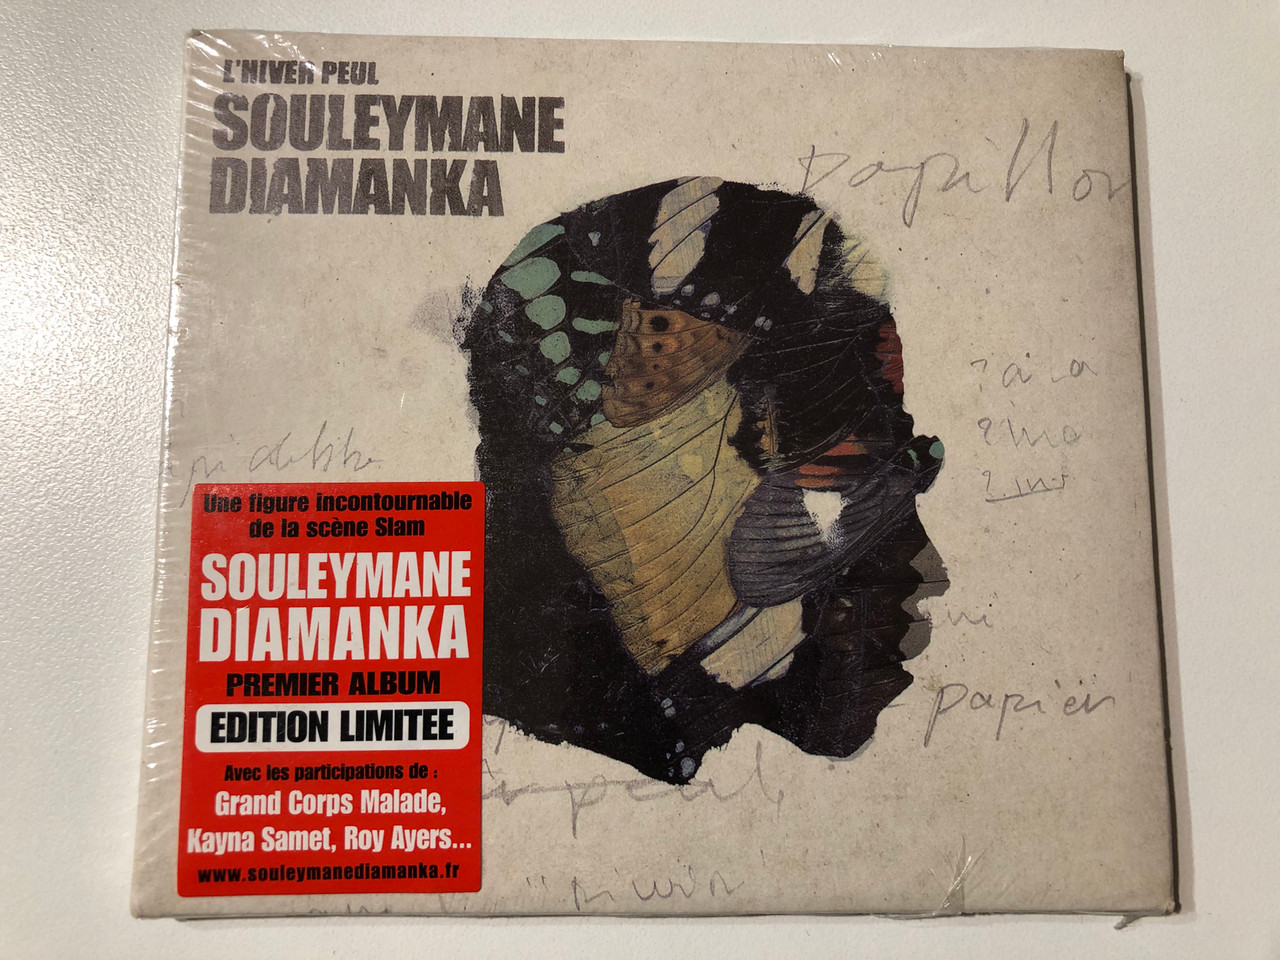 L'HIVER PEUL
SOULEYMANE
DIAMANKA
papillon
papier
Une figure incontournable
de la scène Slam
SOULEYMANE
DIAMANKA
PREMIER ALBUM
EDITION LIMITEE
Avec les participations de :
Grand Corps Malade,
Kayna Samet, Roy Ayers...
www.souleymanediamanka.fr